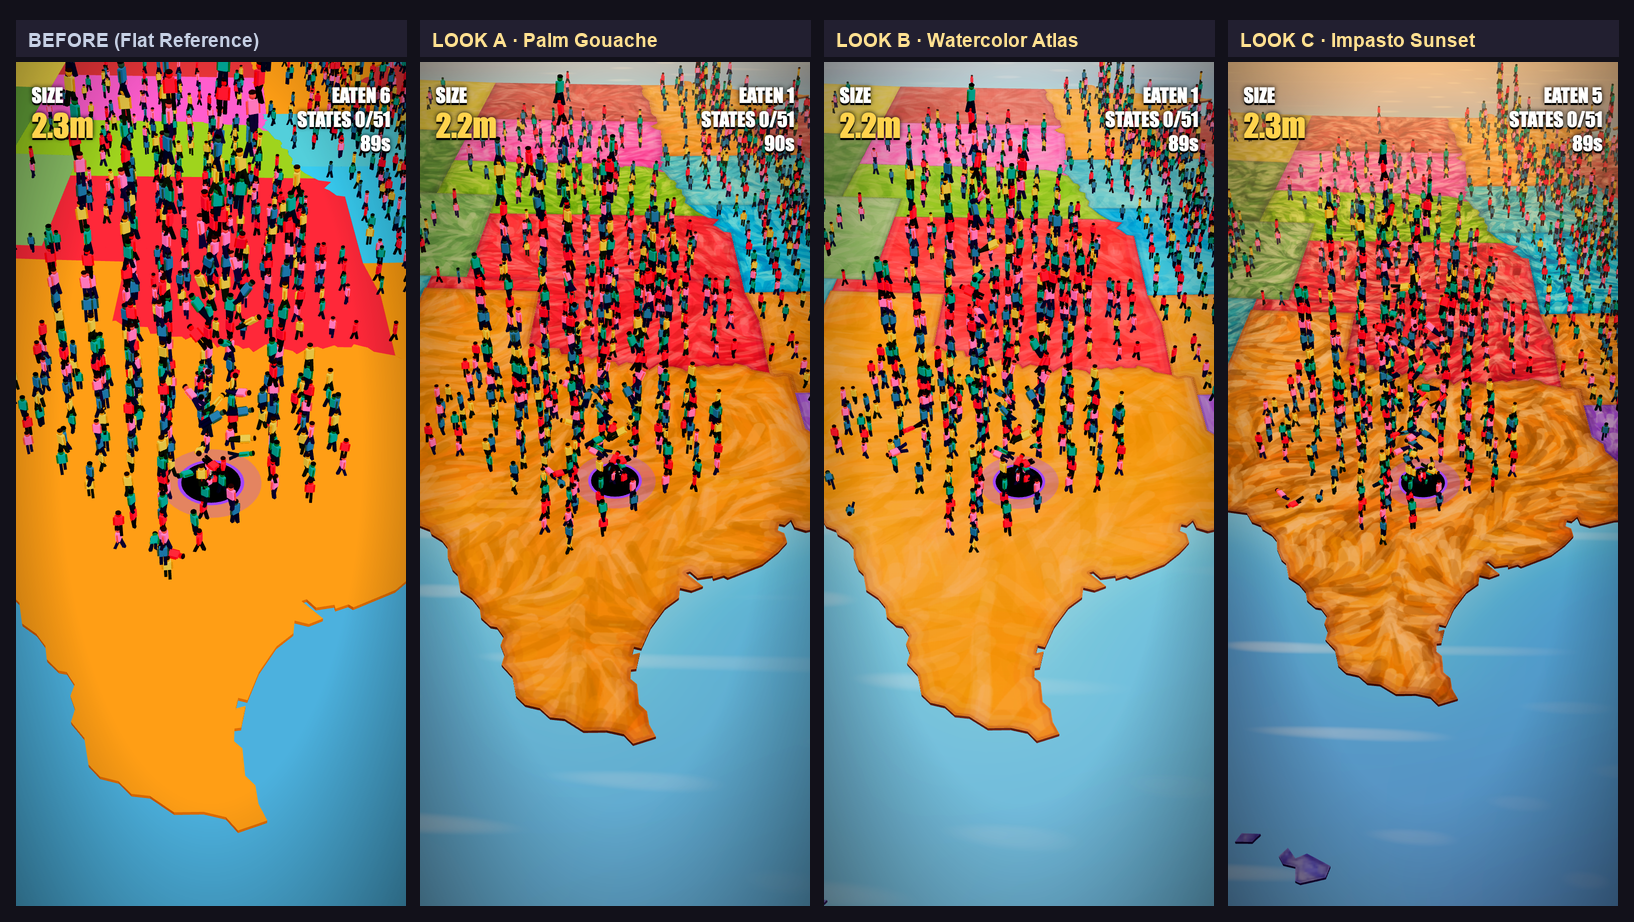 BEFORE (Flat Reference)
SIZE
2.3m
EATEN 6
STATES 0/51
89s
LOOK A · Palm Gouache
SIZE
2.2m
EATEN 1
STATES 0/51
90s
LOOK B · Watercolor Atlas
SIZE
2.2m
EATEN 1
STATES 0/51
89s
LOOK C · Impasto Sunset
SIZE
2.3m
EATEN 5
STATES 0/51
89s